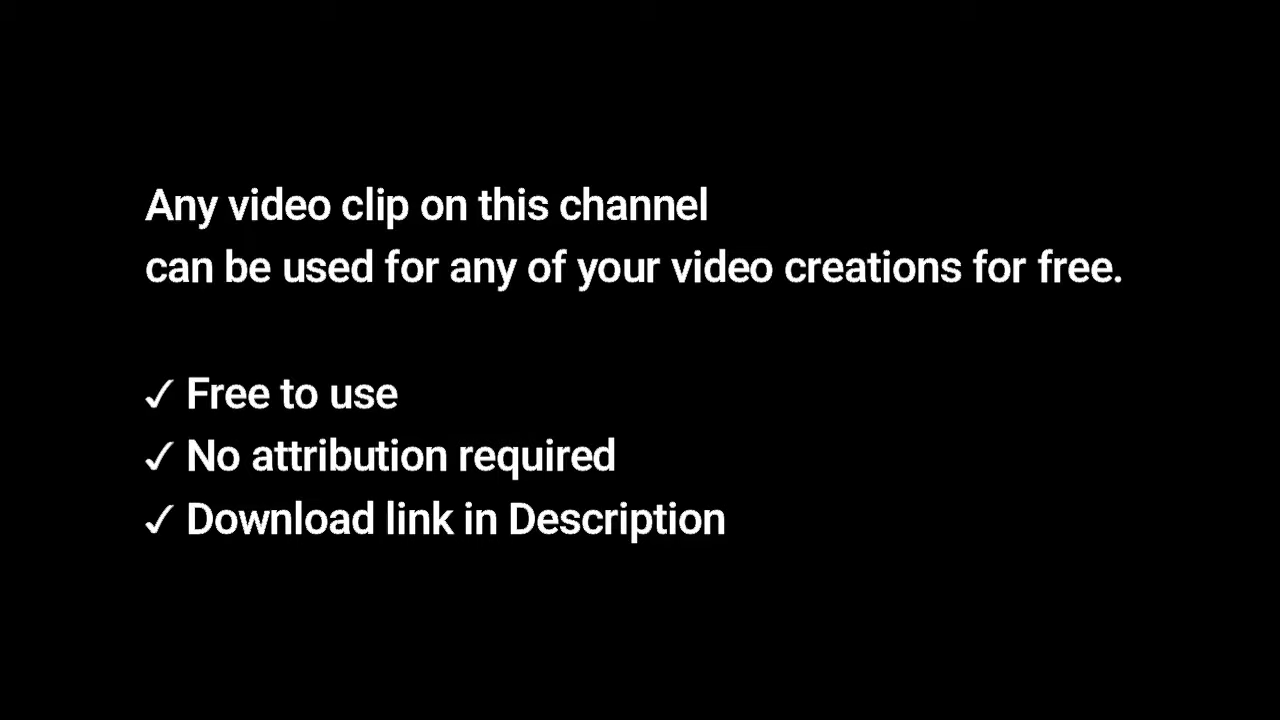 Any video clip on this channel
can be used for any of your video creations for free.
✓ Free to use
✓ No attribution required
✓ Download link in Description